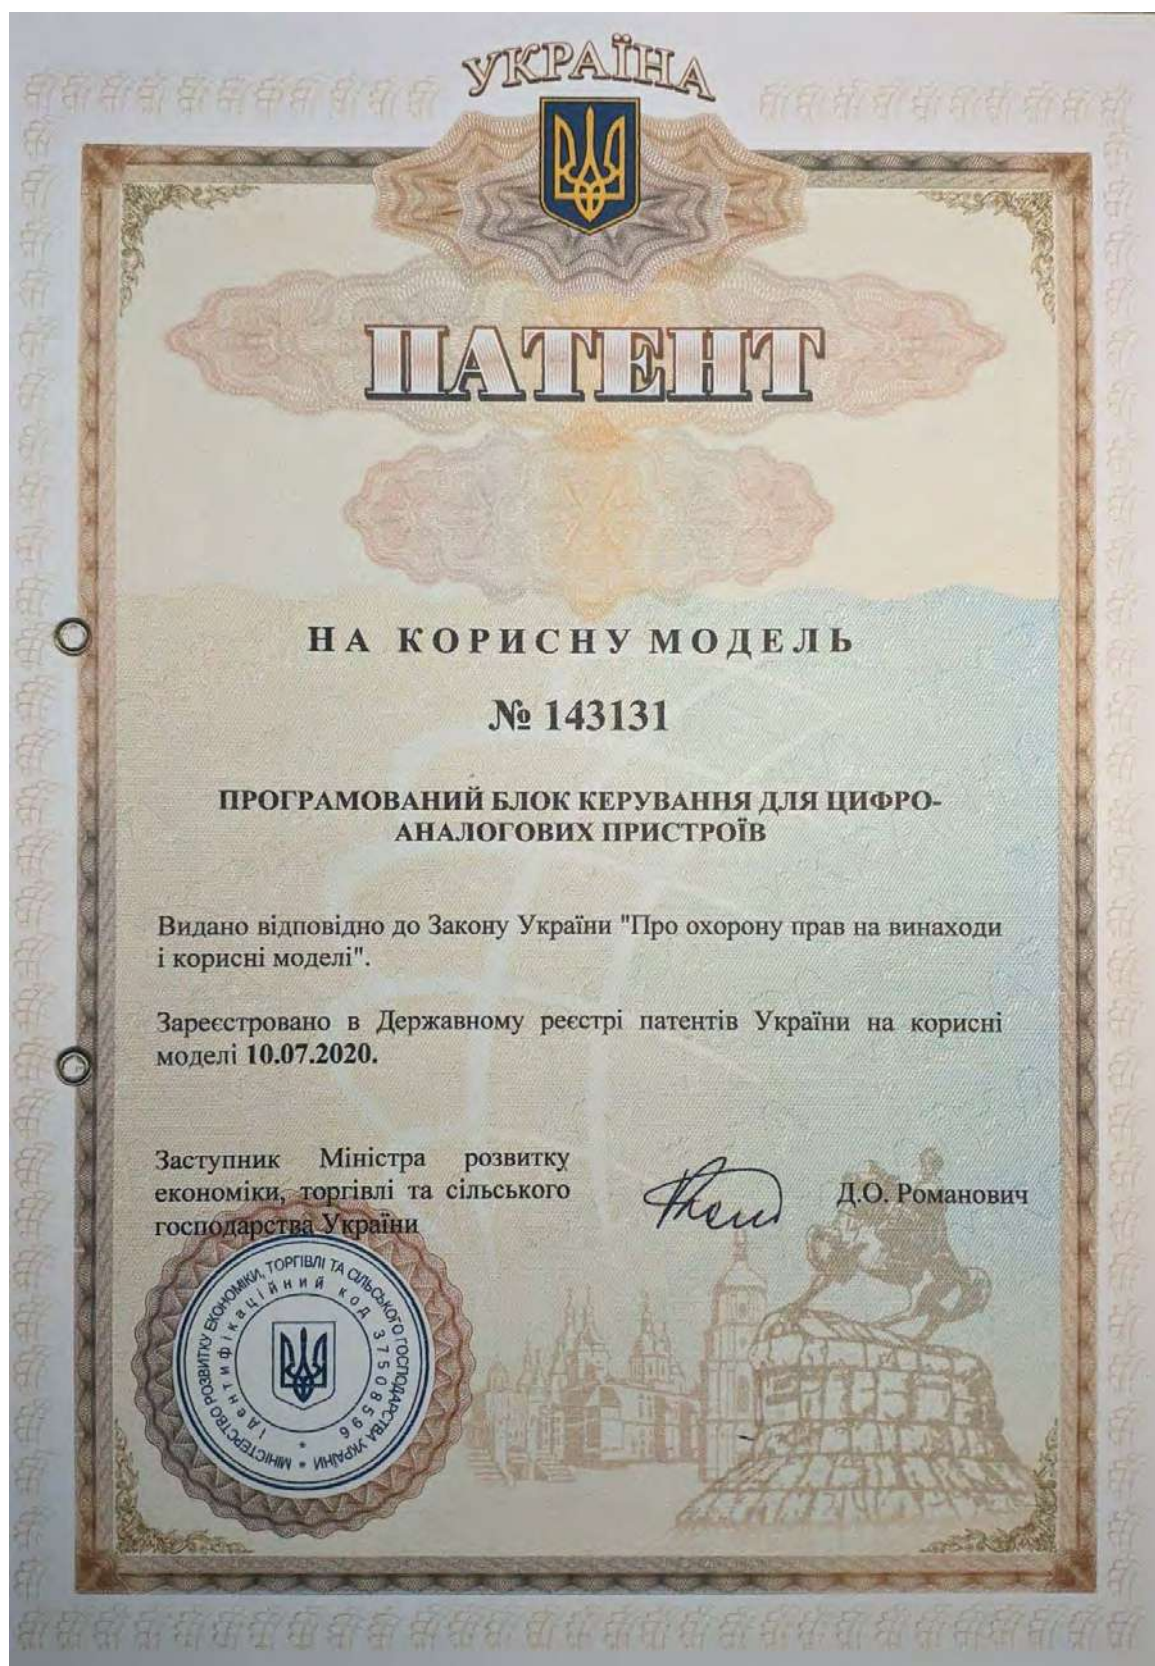 УКРАЇНА
ПАТЕНТ
НА КОРИСНУ МОДЕЛЬ
№ 143131
ПРОГРАМОВАНИЙ БЛОК КЕРУВАННЯ ДЛЯ ЦИФРО-
АНАЛОГОВИХ ПРИСТРОЇВ
Видано відповідно до Закону України "Про охорону прав на винаходи
і корисні моделі".
Зареєстровано в Державному реєстрі патентів України на корисні
моделі 10.07.2020.
Заступник Міністра розвитку
економіки, торгівлі та сільського
господарства України
Д.О. Романович
МІНІСТЕРСТВО РОЗВИТКУ ЕКОНОМІКИ, ТОРГІВЛІ ТА СІЛЬСЬКОГО ГОСПОДАРСТВА УКРАЇНИ
Ідентифікаційний код 37508596